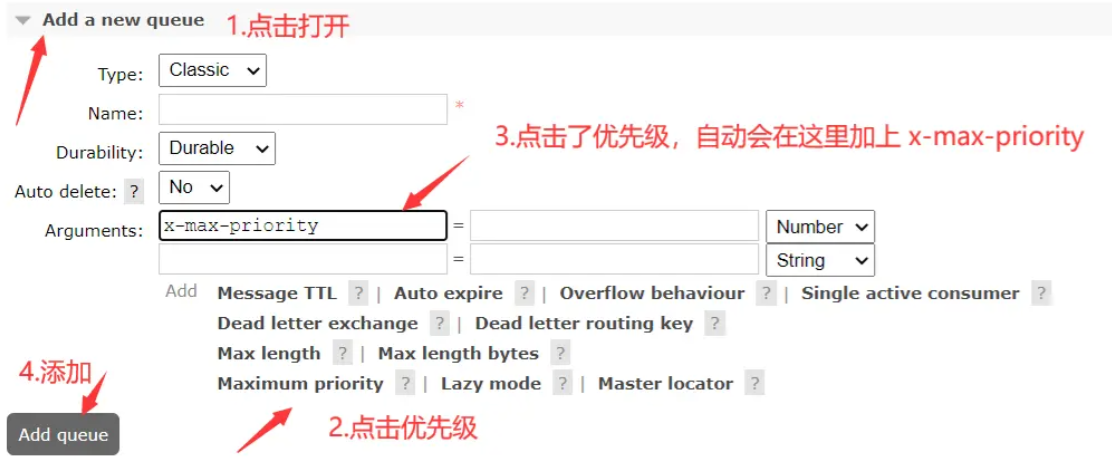 Add a new queue 1.点击打开
Type: Classic
Name: *
3.点击了优先级，自动会在这里加上 x-max-priority
Durability: Durable
Auto delete: ? No
Arguments: x-max-priority = Number
= String
Add Message TTL ? | Auto expire ? | Overflow behaviour ? | Single active consumer ?
Dead letter exchange ? | Dead letter routing key ?
Max length ? | Max length bytes ?
4.添加
Maximum priority ? | Lazy mode ? | Master locator ?
2.点击优先级
Add queue